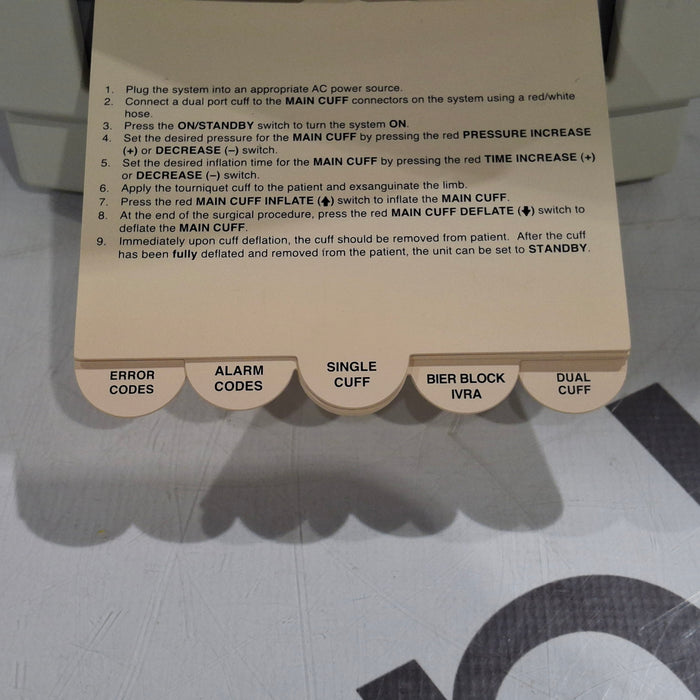 1. Plug the system into an appropriate AC power source.
2. Connect a dual port cuff to the MAIN CUFF connectors on the system using a red/white
hose.
3. Press the ON/STANDBY switch to turn the system ON.
4. Set the desired pressure for the MAIN CUFF by pressing the red PRESSURE INCREASE
(+) or DECREASE (–) switch.
5. Set the desired inflation time for the MAIN CUFF by pressing the red TIME INCREASE (+)
or DECREASE (–) switch.
6. Apply the tourniquet cuff to the patient and exsanguinate the limb.
7. Press the red MAIN CUFF INFLATE (⬆) switch to inflate the MAIN CUFF.
8. At the end of the surgical procedure, press the red MAIN CUFF DEFLATE (⬇) switch to
deflate the MAIN CUFF.
9. Immediately upon cuff deflation, the cuff should be removed from patient. After the cuff
has been fully deflated and removed from the patient, the unit can be set to STANDBY.
ERROR
CODES
ALARM
CODES
SINGLE
CUFF
BIER BLOCK
IVRA
DUAL
CUFF